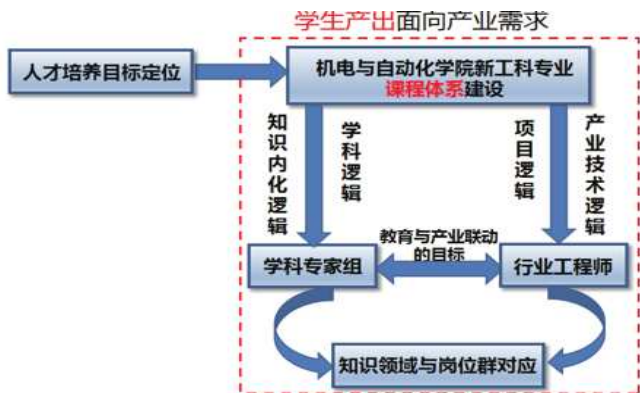 学生产出面向产业需求
人才培养目标定位
机电与自动化学院新工科专业
课程体系建设
知识内化逻辑
学科逻辑
项目逻辑
产业技术逻辑
教育与产业联动
的目标
学科专家组
行业工程师
知识领域与岗位群对应